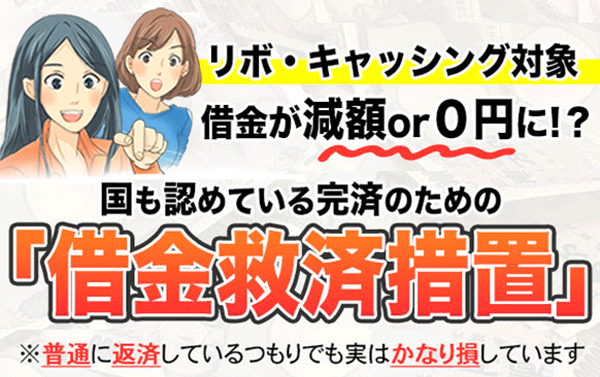 リボ・キャッシング対象
借金が減額or０円に!？
国も認めている完済のための
「借金救済措置」
※普通に返済しているつもりでも実はかなり損しています